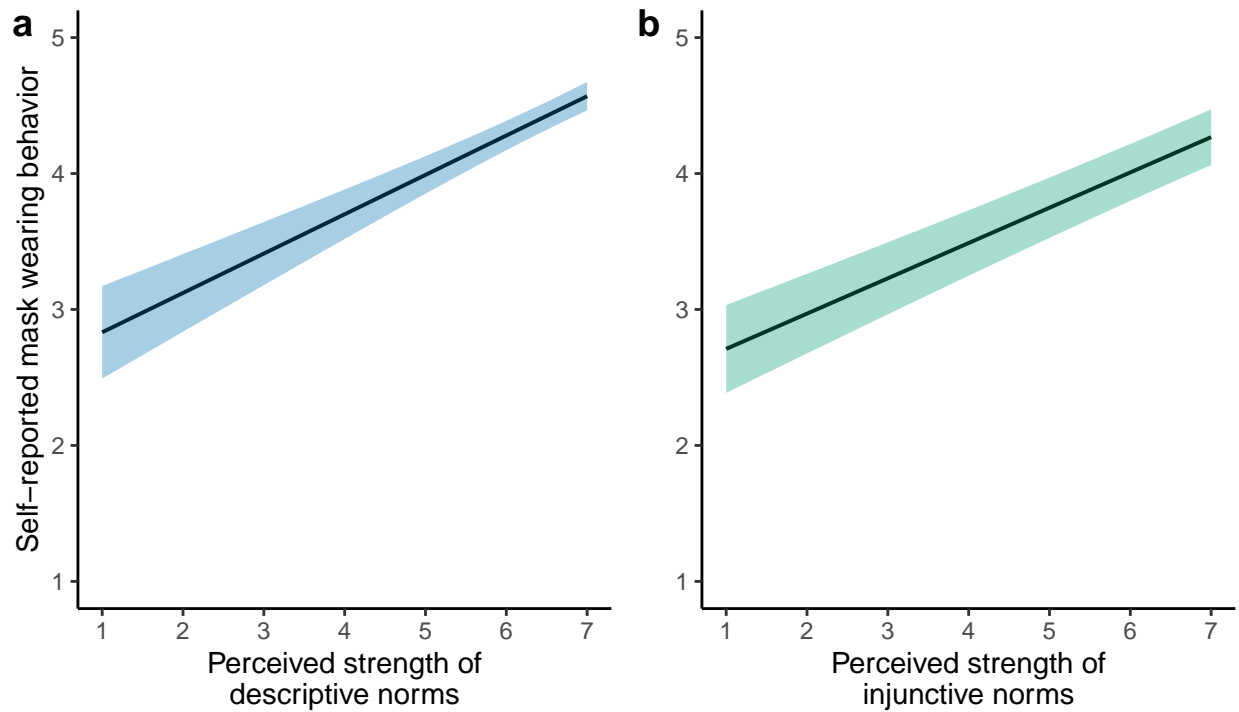 a
Self−reported mask wearing behavior
5
4
3
2
1
1 2 3 4 5 6 7
Perceived strength of
descriptive norms
b
5
4
3
2
1
1 2 3 4 5 6 7
Perceived strength of
injunctive norms